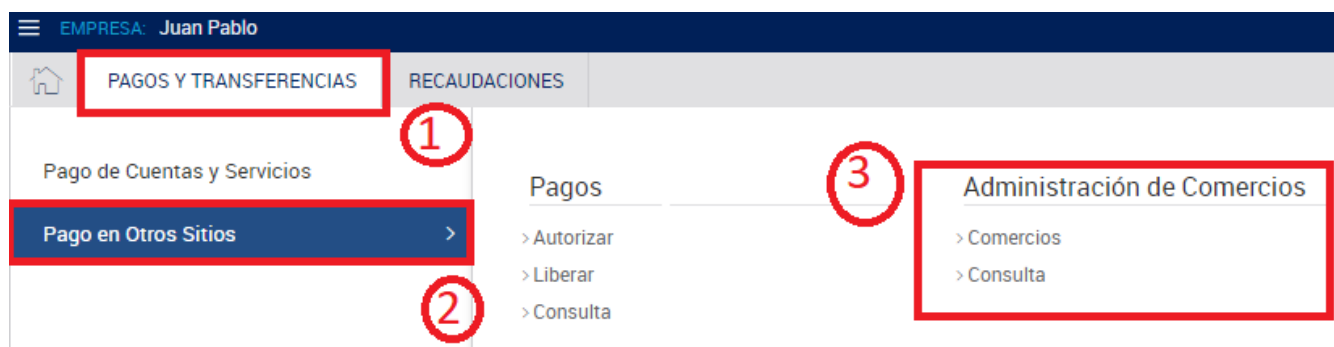 EMPRESA: Juan Pablo
PAGOS Y TRANSFERENCIAS RECAUDACIONES
1
Pago de Cuentas y Servicios
Pago en Otros Sitios >
2
Pagos
> Autorizar
> Liberar
> Consulta
3
Administración de Comercios
> Comercios
> Consulta